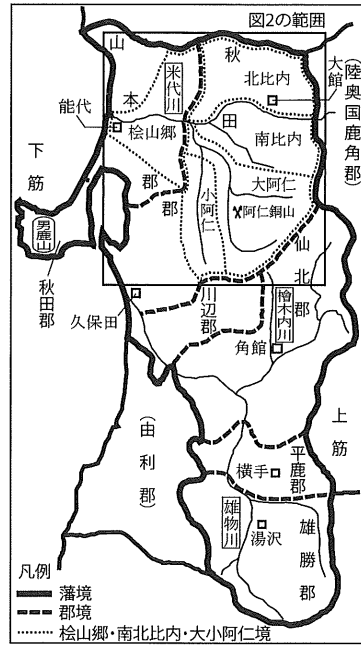 図2の範囲
山本郡
秋田郡
米代川
北比内
大館
(陸奥国鹿角郡)
能代
桧山郷
南比内
下筋
大阿仁
小阿仁
阿仁銅山
男鹿山
秋田郡
仙北郡
川辺郡
檜木内川
久保田
角館
上筋
(由利郡)
平鹿郡
横手
雄物川
湯沢
雄勝郡
凡例
藩境
郡境
桧山郷・南北比内・大小阿仁境